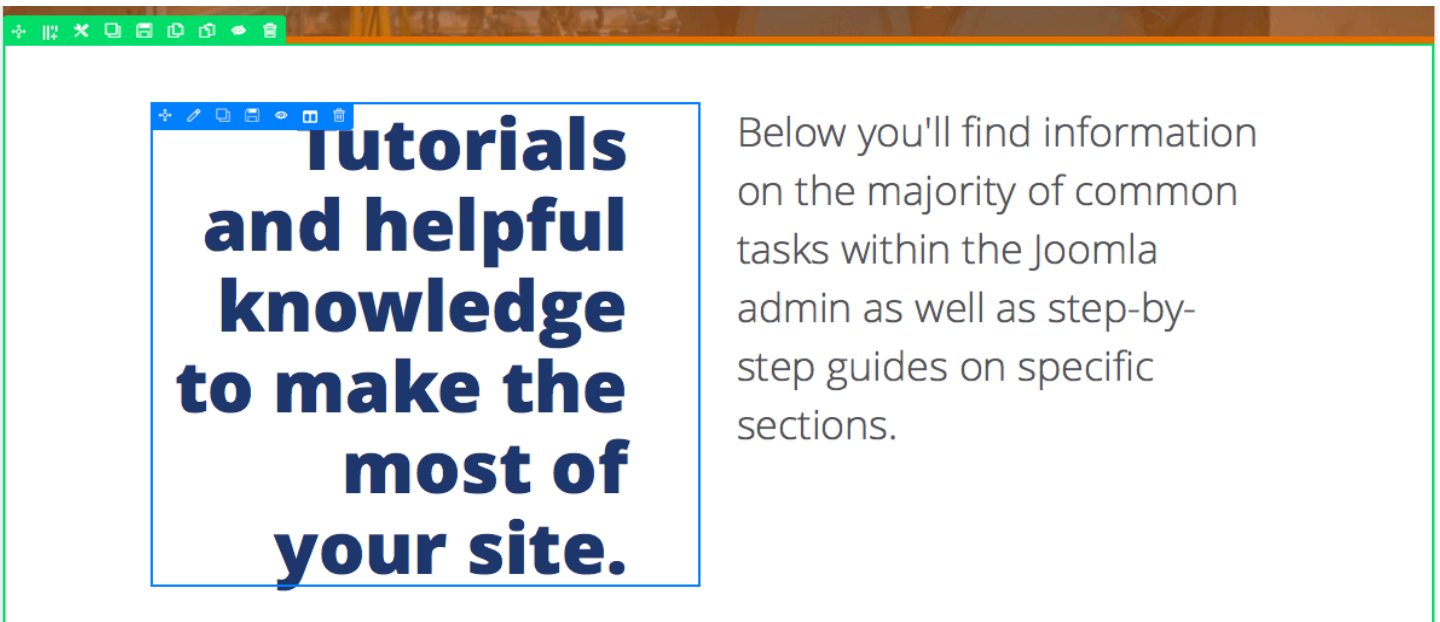 Tutorials
and helpful
knowledge
to make the
most of
your site.
Below you'll find information
on the majority of common
tasks within the Joomla
admin as well as step-by-
step guides on specific
sections.